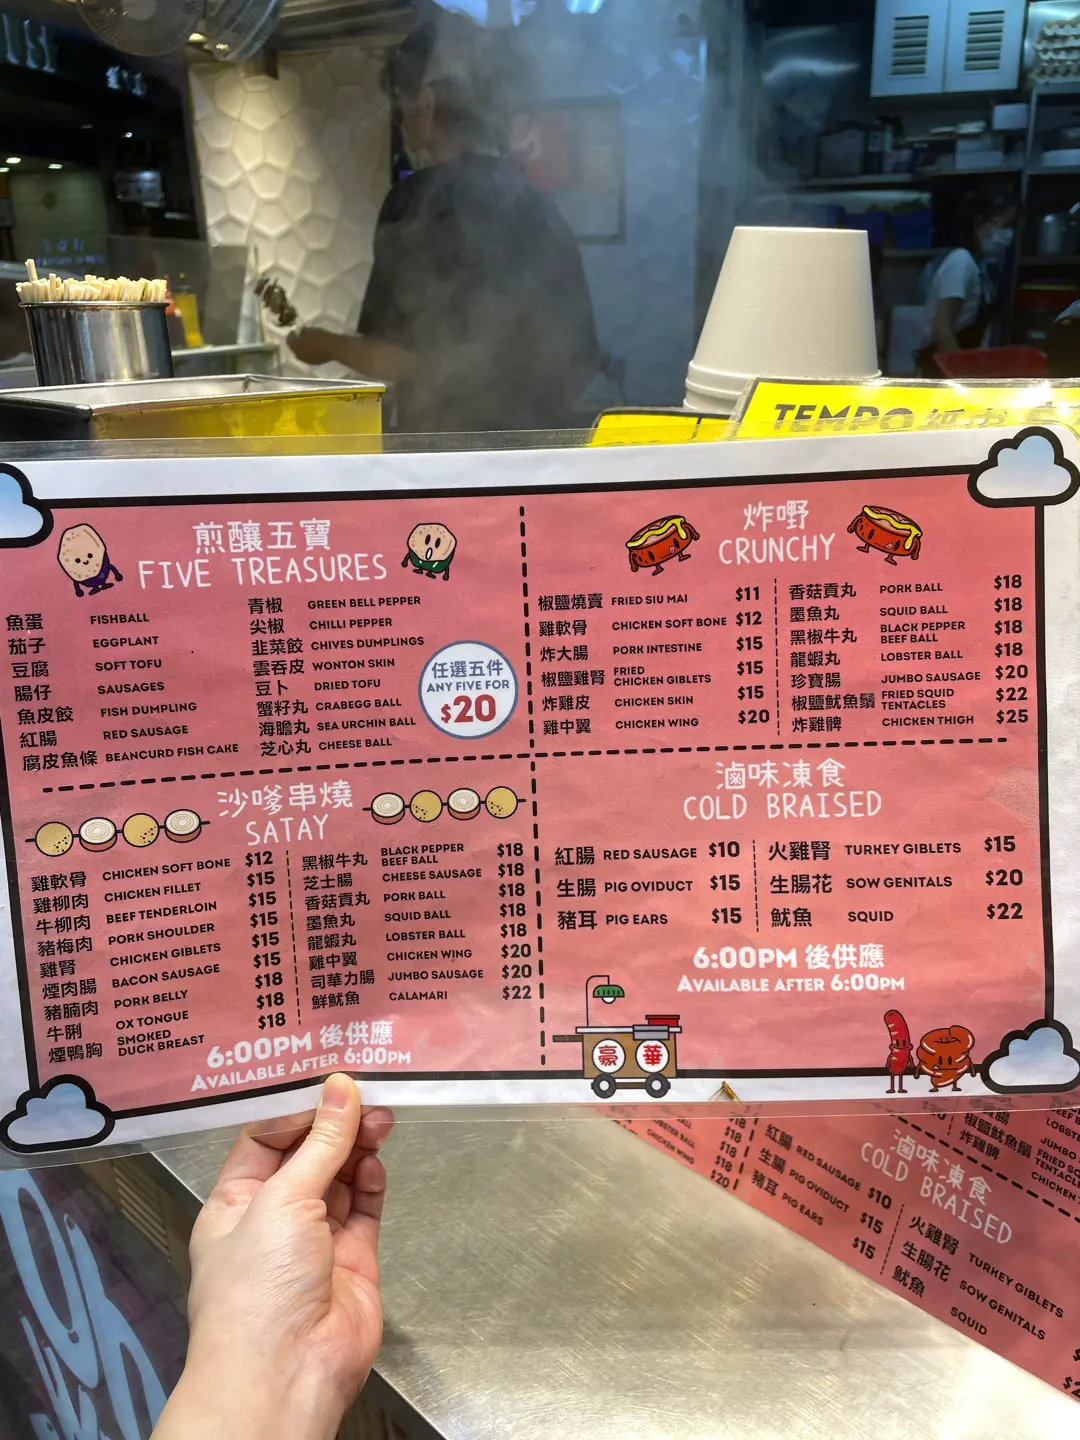 TEMPO
煎釀五寶
FIVE TREASURES
魚蛋 FISHBALL
茄子 EGGPLANT
豆腐 SOFT TOFU
腸仔 SAUSAGES
魚皮餃 FISH DUMPLING
紅腸 RED SAUSAGE
腐皮魚條 BEANCURD FISH CAKE
青椒 GREEN BELL PEPPER
尖椒 CHILLI PEPPER
韭菜餃 CHIVES DUMPLINGS
雲吞皮 WONTON SKIN
豆卜 DRIED TOFU
蟹籽丸 CRABEGG BALL
海膽丸 SEA URCHIN BALL
芝心丸 CHEESE BALL
任選五件
ANY FIVE FOR
$20
炸嘢
CRUNCHY
椒鹽燒賣 FRIED SIU MAI $11
雞軟骨 CHICKEN SOFT BONE $12
炸大腸 PORK INTESTINE $15
椒鹽雞腎 FRIED CHICKEN GIBLETS $15
炸雞皮 CHICKEN SKIN $15
雞中翼 CHICKEN WING $20
香菇貢丸 PORK BALL $18
墨魚丸 SQUID BALL $18
黑椒牛丸 BLACK PEPPER BEEF BALL $18
龍蝦丸 LOBSTER BALL $18
珍寶腸 JUMBO SAUSAGE $20
椒鹽魷魚鬚 FRIED SQUID TENTACLES $22
炸雞髀 CHICKEN THIGH $25
沙嗲串燒
SATAY
雞軟骨 CHICKEN SOFT BONE $12
雞柳肉 CHICKEN FILLET $15
牛柳肉 BEEF TENDERLOIN $15
豬梅肉 PORK SHOULDER $15
雞腎 CHICKEN GIBLETS $15
煙肉腸 BACON SAUSAGE $15
豬腩肉 PORK BELLY $18
牛脷 OX TONGUE $18
煙鴨胸 SMOKED DUCK BREAST $18
黑椒牛丸 BLACK PEPPER BEEF BALL $18
芝士腸 CHEESE SAUSAGE $18
香菇貢丸 PORK BALL $18
墨魚丸 SQUID BALL $18
龍蝦丸 LOBSTER BALL $18
雞中翼 CHICKEN WING $20
司華力腸 JUMBO SAUSAGE $20
鮮魷魚 CALAMARI $22
6:00PM 後供應
AVAILABLE AFTER 6:00PM
滷味凍食
COLD BRAISED
紅腸 RED SAUSAGE $10
生腸 PIG OVIDUCT $15
豬耳 PIG EARS $15
火雞腎 TURKEY GIBLETS $15
生腸花 SOW GENITALS $20
魷魚 SQUID $22
6:00PM 後供應
AVAILABLE AFTER 6:00PM
豪 華
LOBSTER BALL $18
CHICKEN WING $18
$20
滷味凍食
COLD BRAISED
紅腸 RED SAUSAGE $10
生腸 PIG OVIDUCT $15
豬耳 PIG EARS $15
火雞腎 TURKEY GIBLETS
生腸花 SOW GENITALS
魷魚 SQUID
椒鹽魷魚鬚 FRIED SQUID
炸雞髀 CHICKEN